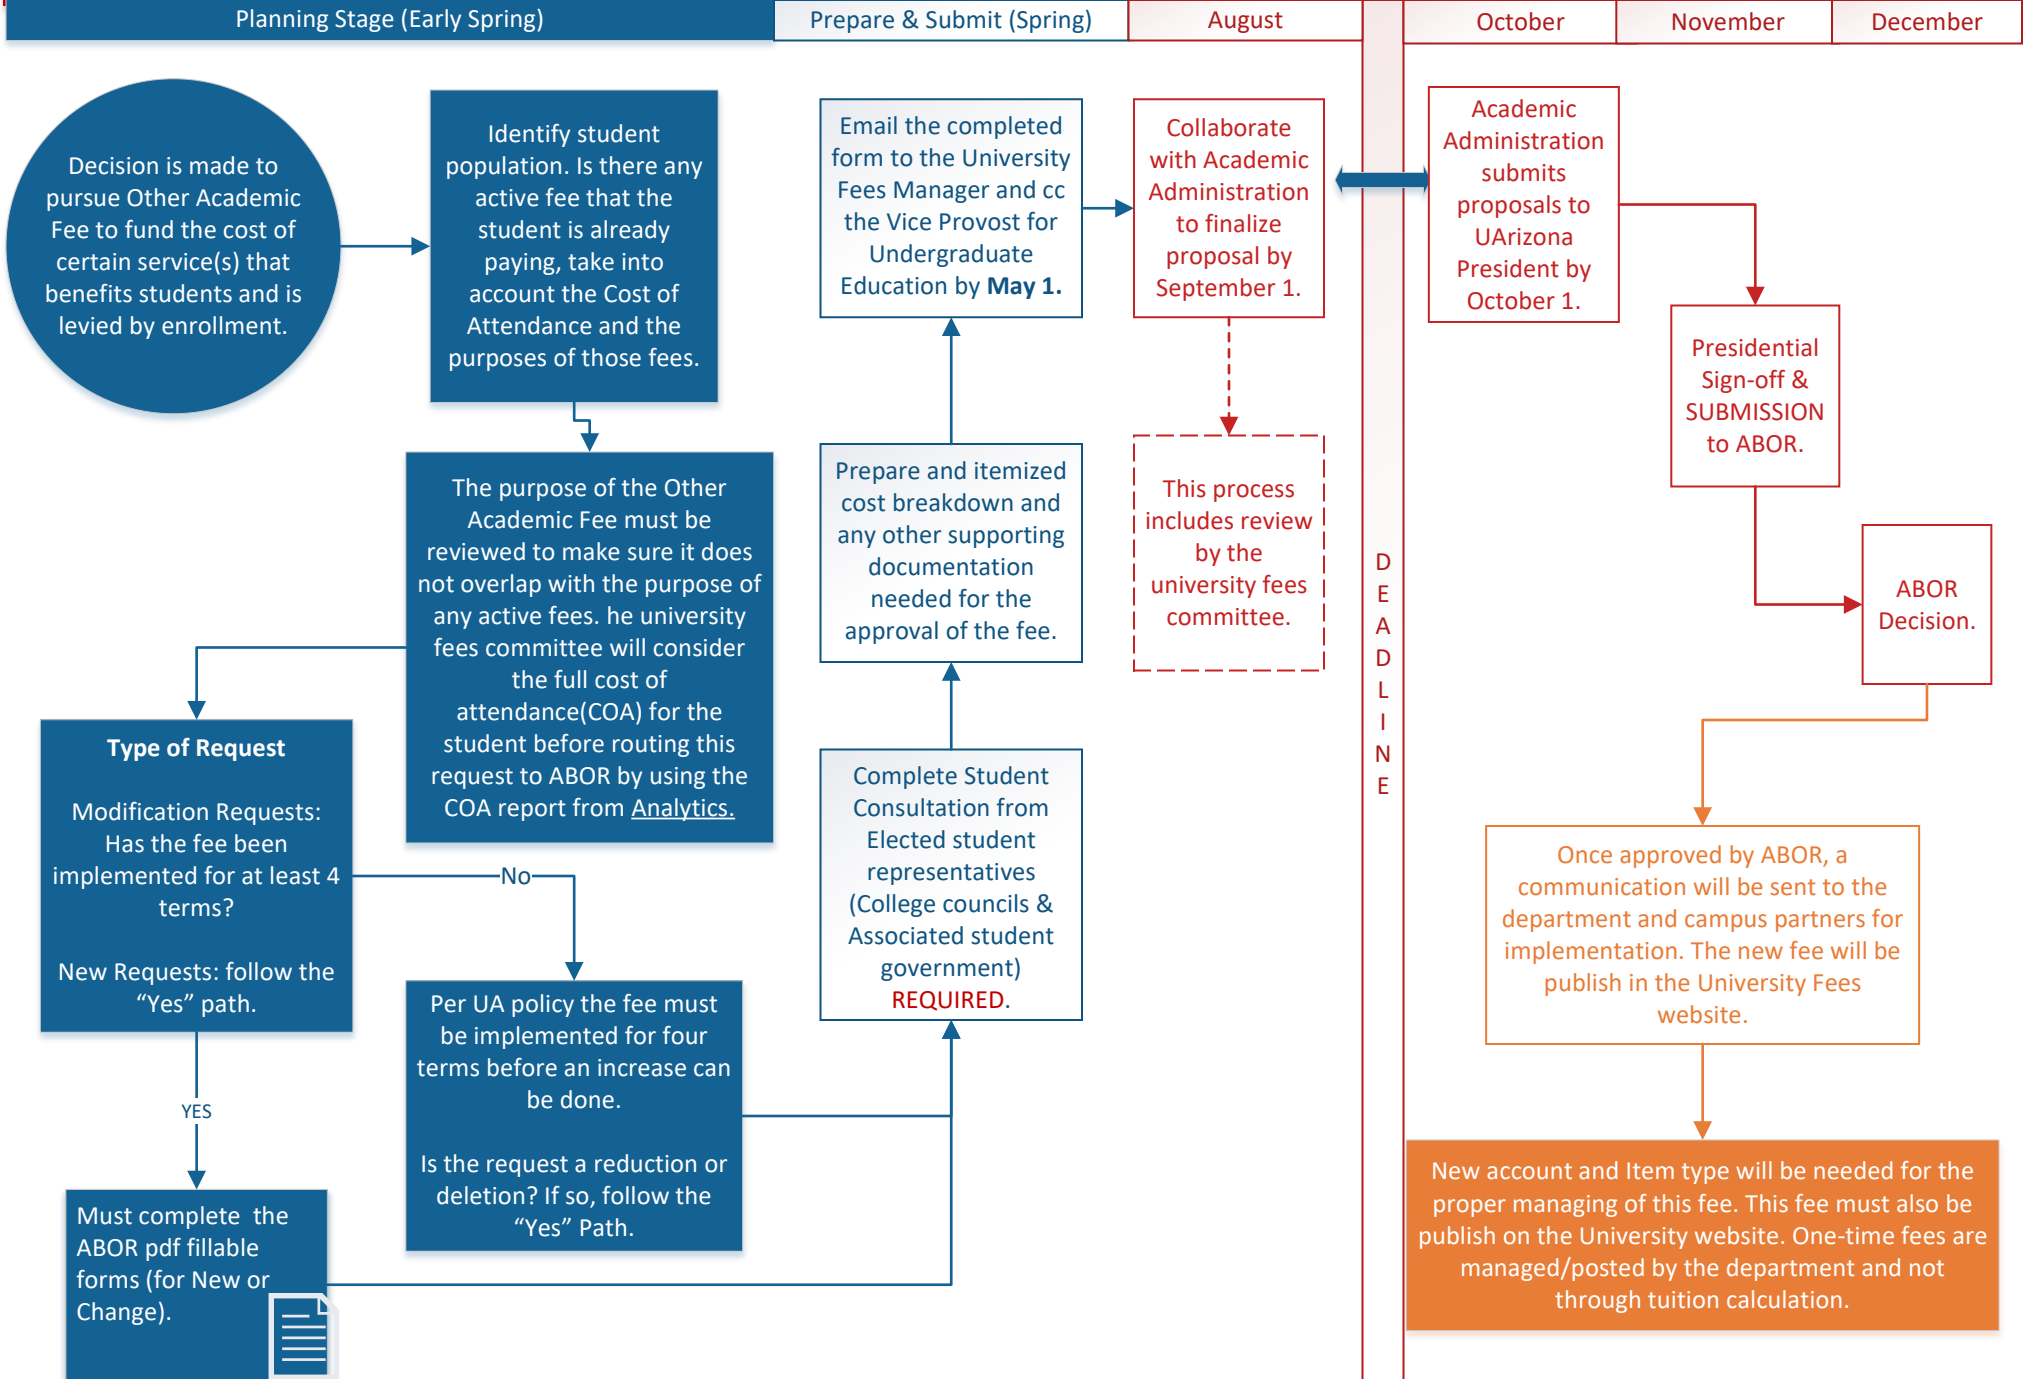 Planning Stage (Early Spring)
Prepare & Submit (Spring)
August
October
November
December
Decision is made to
pursue Other Academic
Fee to fund the cost of
certain service(s) that
benefits students and is
levied by enrollment.
Identify student
population. Is there any
active fee that the
student is already
paying, take into
account the Cost of
Attendance and the
purposes of those fees.
The purpose of the Other
Academic Fee must be
reviewed to make sure it does
not overlap with the purpose of
any active fees. he university
fees committee will consider
the full cost of
attendance(COA) for the
student before routing this
request to ABOR by using the
COA report from Analytics.
Type of Request
Modification Requests:
Has the fee been
implemented for at least 4
terms?
New Requests: follow the
“Yes” path.
No
YES
Per UA policy the fee must
be implemented for four
terms before an increase can
be done.
Is the request a reduction or
deletion? If so, follow the
“Yes” Path.
Must complete the
ABOR pdf fillable
forms (for New or
Change).
Email the completed
form to the University
Fees Manager and cc
the Vice Provost for
Undergraduate
Education by May 1.
Prepare and itemized
cost breakdown and
any other supporting
documentation
needed for the
approval of the fee.
Complete Student
Consultation from
Elected student
representatives
(College councils &
Associated student
government)
REQUIRED.
Collaborate
with Academic
Administration
to finalize
proposal by
September 1.
This process
includes review
by the
university fees
committee.
D
E
A
D
L
I
N
E
Academic
Administration
submits
proposals to
UArizona
President by
October 1.
Presidential
Sign-off &
SUBMISSION
to ABOR.
ABOR
Decision.
Once approved by ABOR, a
communication will be sent to the
department and campus partners for
implementation. The new fee will be
publish in the University Fees
website.
New account and Item type will be needed for the
proper managing of this fee. This fee must also be
publish on the University website. One-time fees are
managed/posted by the department and not
through tuition calculation.